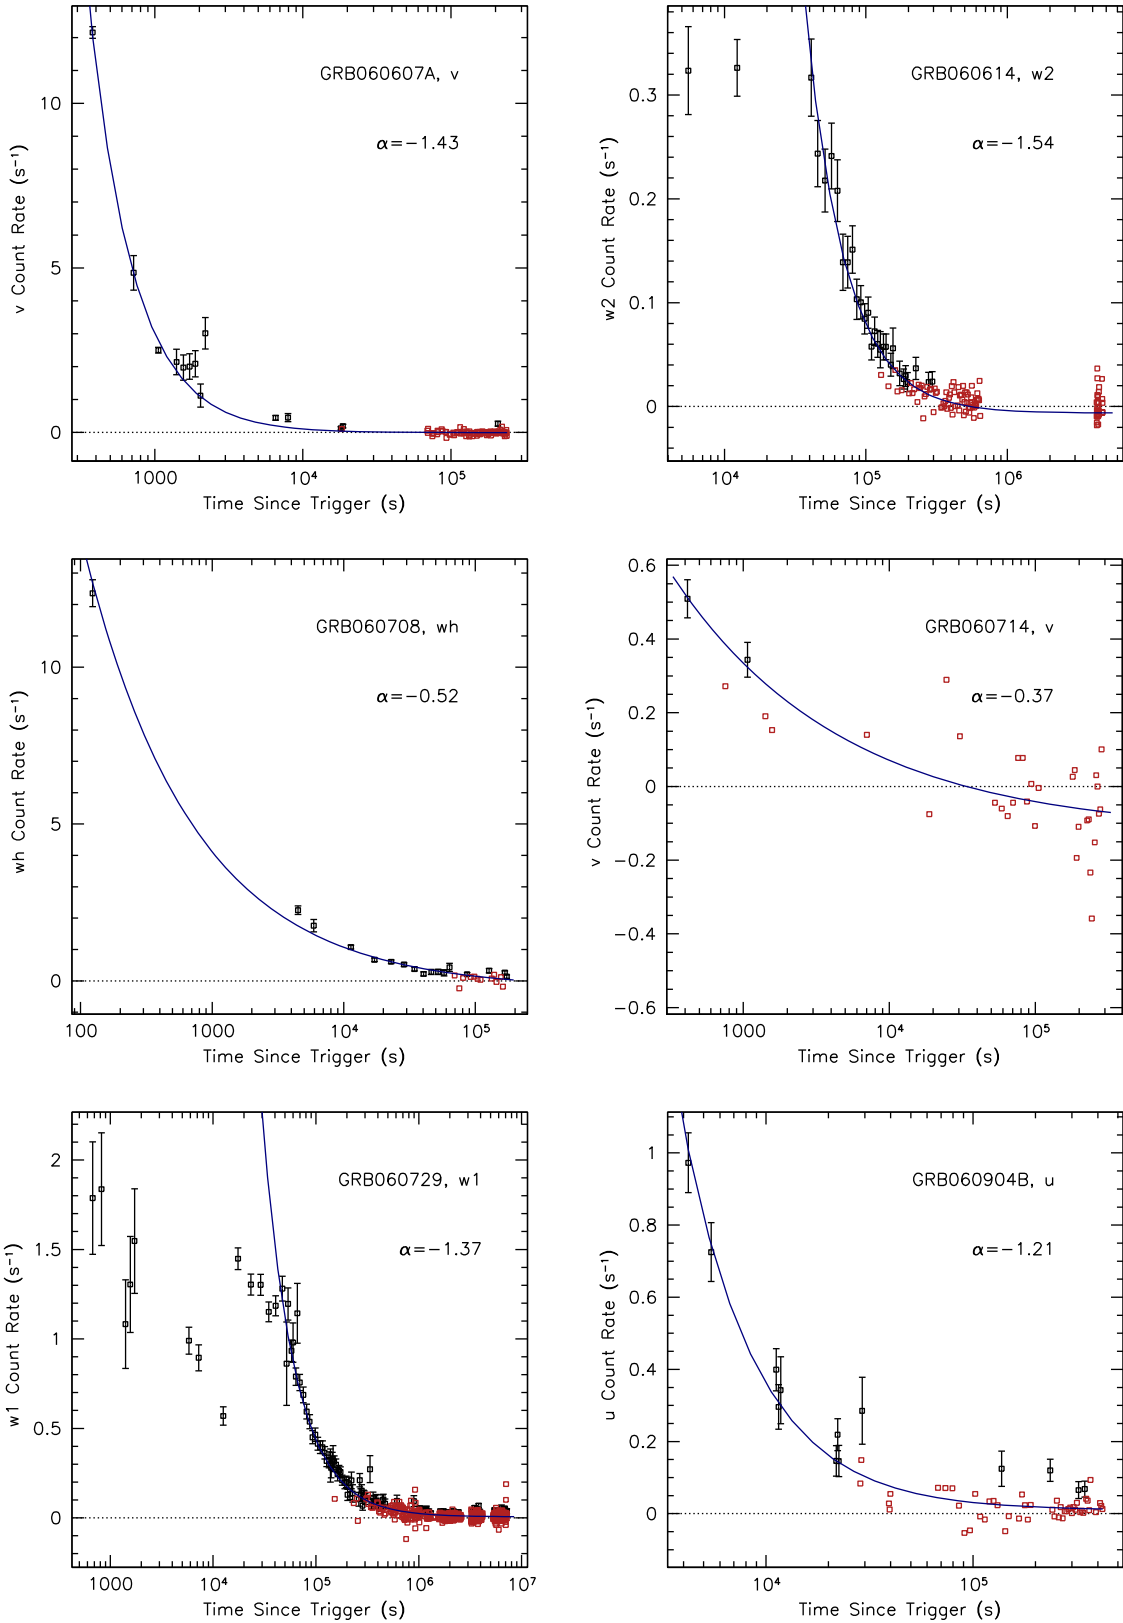 GRB060607A, v
α=−1.43
10
5
0
v Count Rate (s⁻¹)
1000
10⁴
10⁵
Time Since Trigger (s)
GRB060614, w2
α=−1.54
0.3
0.2
0.1
0
w2 Count Rate (s⁻¹)
10⁴
10⁵
10⁶
Time Since Trigger (s)
GRB060708, wh
α=−0.52
10
5
0
wh Count Rate (s⁻¹)
100
1000
10⁴
10⁵
Time Since Trigger (s)
GRB060714, v
α=−0.37
0.6
0.4
0.2
0
−0.2
−0.4
−0.6
v Count Rate (s⁻¹)
1000
10⁴
10⁵
Time Since Trigger (s)
GRB060729, w1
α=−1.37
2
1.5
1
0.5
0
w1 Count Rate (s⁻¹)
1000
10⁴
10⁵
10⁶
10⁷
Time Since Trigger (s)
GRB060904B, u
α=−1.21
1
0.8
0.6
0.4
0.2
0
u Count Rate (s⁻¹)
10⁴
10⁵
Time Since Trigger (s)